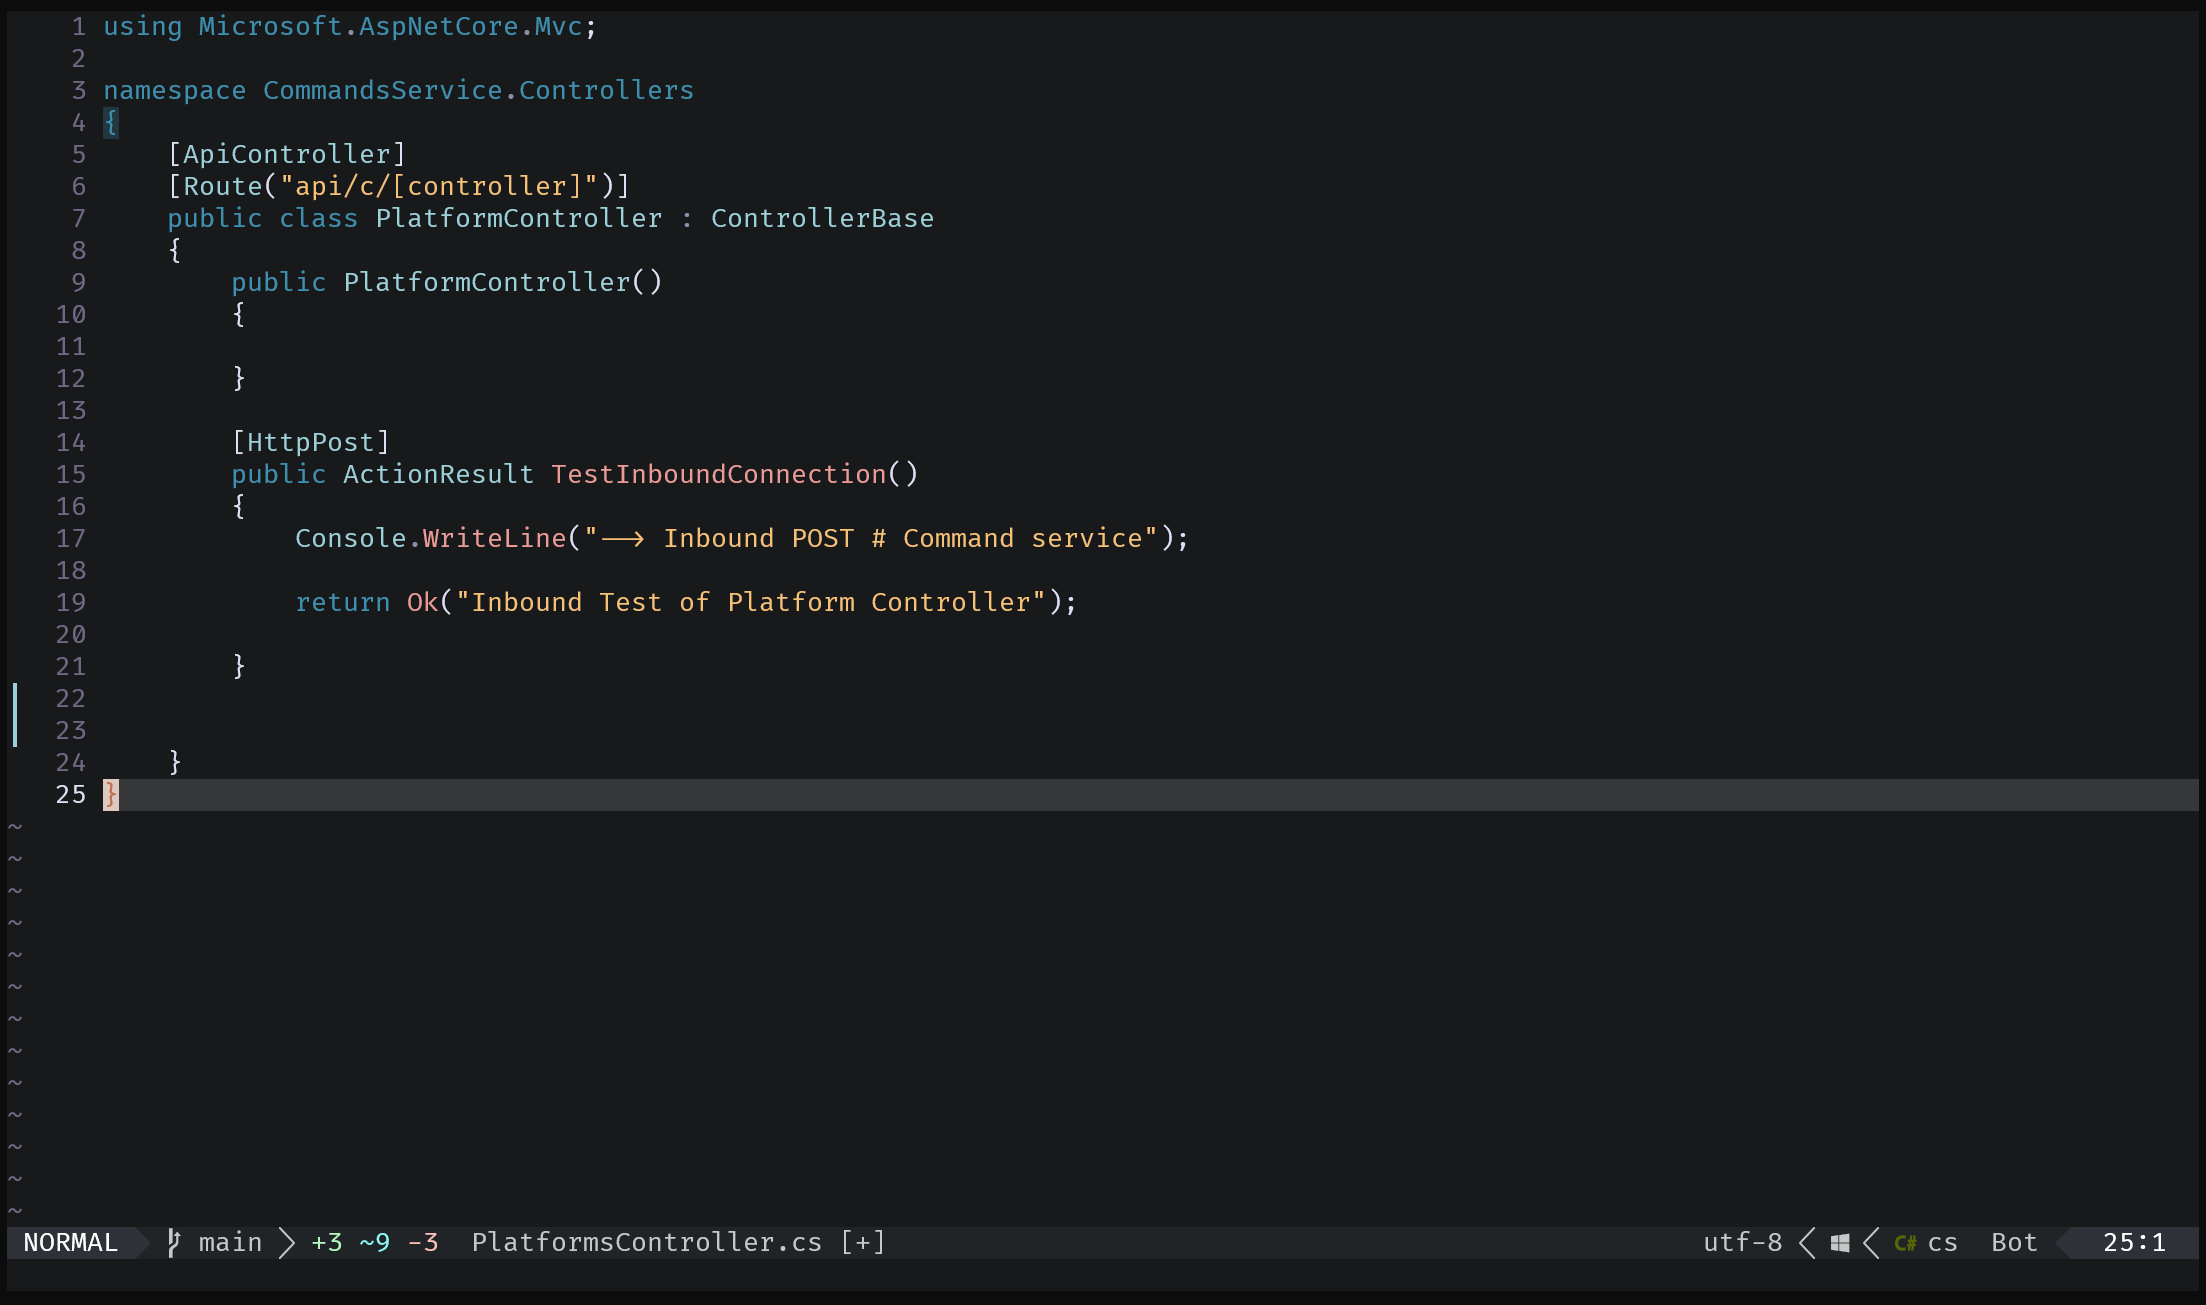 1 using Microsoft.AspNetCore.Mvc;
2
3 namespace CommandsService.Controllers
4 {
5     [ApiController]
6     [Route("api/c/[controller]")]
7     public class PlatformController : ControllerBase
8     {
9         public PlatformController()
10         {
11
12         }
13
14         [HttpPost]
15         public ActionResult TestInboundConnection()
16         {
17             Console.WriteLine("--> Inbound POST # Command service");
18
19             return Ok("Inbound Test of Platform Controller");
20
21         }
22
23
24     }
25 }
~
~
~
~
~
~
~
~
~
~
~
~
~
NORMAL main +3 ~9 -3 PlatformsController.cs [+] utf-8 C# cs Bot 25:1